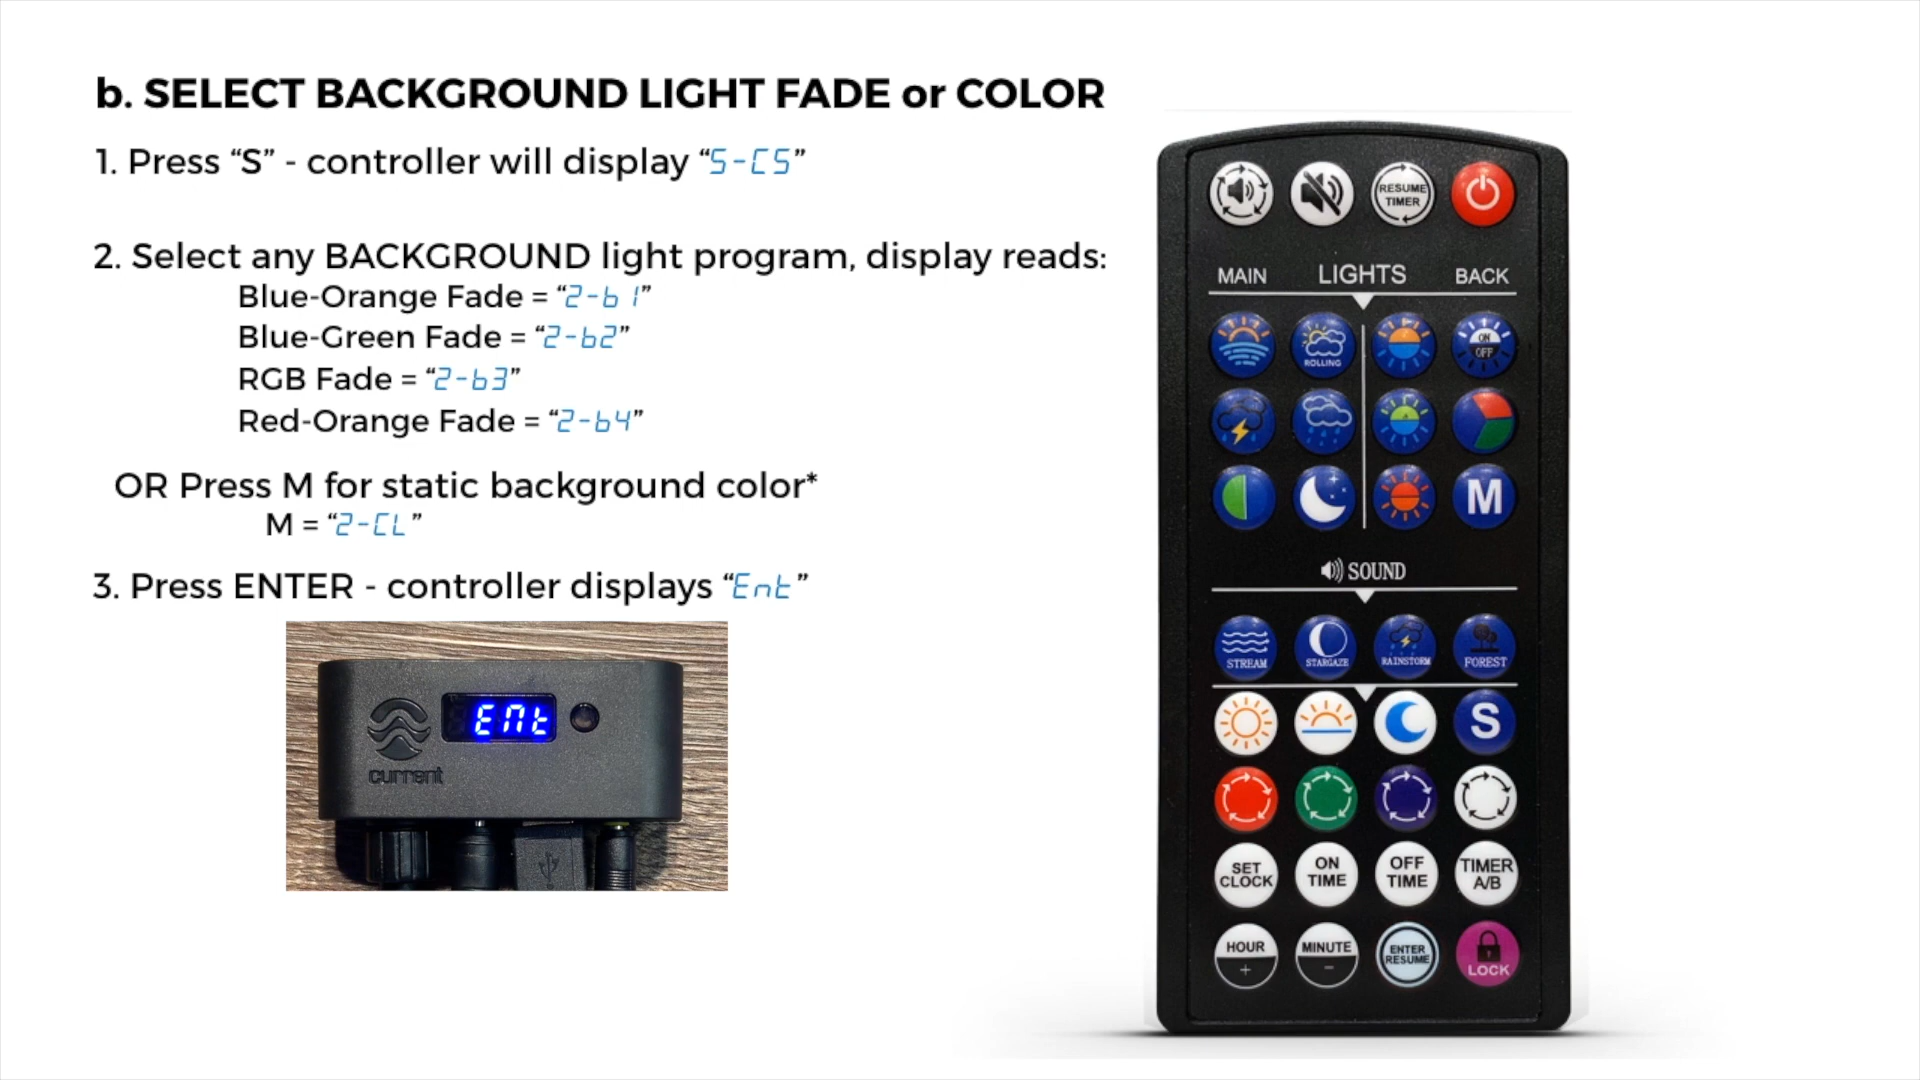 b. SELECT BACKGROUND LIGHT FADE or COLOR
1. Press “S” - controller will display “S-CS”
2. Select any BACKGROUND light program, display reads:
Blue-Orange Fade = “2-b1”
Blue-Green Fade = “2-b2”
RGB Fade = “2-b3”
Red-Orange Fade = “2-b4”
OR Press M for static background color*
M = “2-CL”
3. Press ENTER - controller displays “Ent”
Ent
current
RESUME
TIMER
MAIN LIGHTS BACK
ROLLING
ON
OFF
M
SOUND
STREAM STARGAZE RAINSTORM FOREST
S
SET
CLOCK
ON
TIME
OFF
TIME
TIMER
A/B
HOUR
+
MINUTE
-
ENTER
RESUME
LOCK